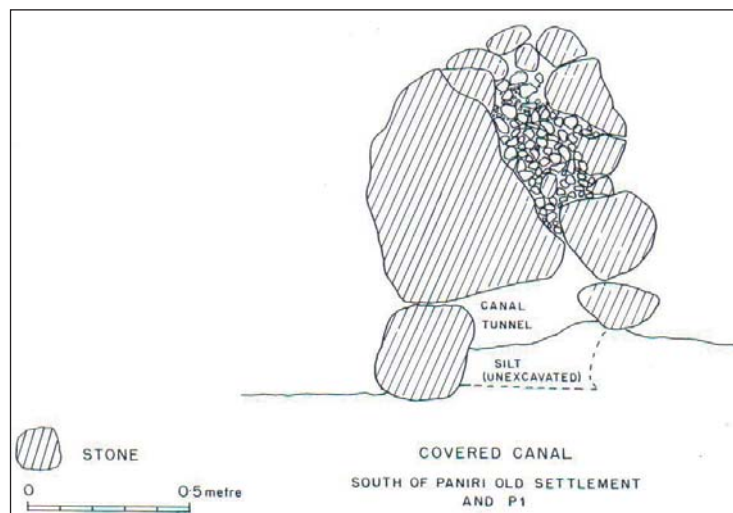 CANAL
TUNNEL
SILT
(UNEXCAVATED)
STONE
0 0·5 metre
COVERED CANAL
SOUTH OF PANIRI OLD SETTLEMENT
AND P1